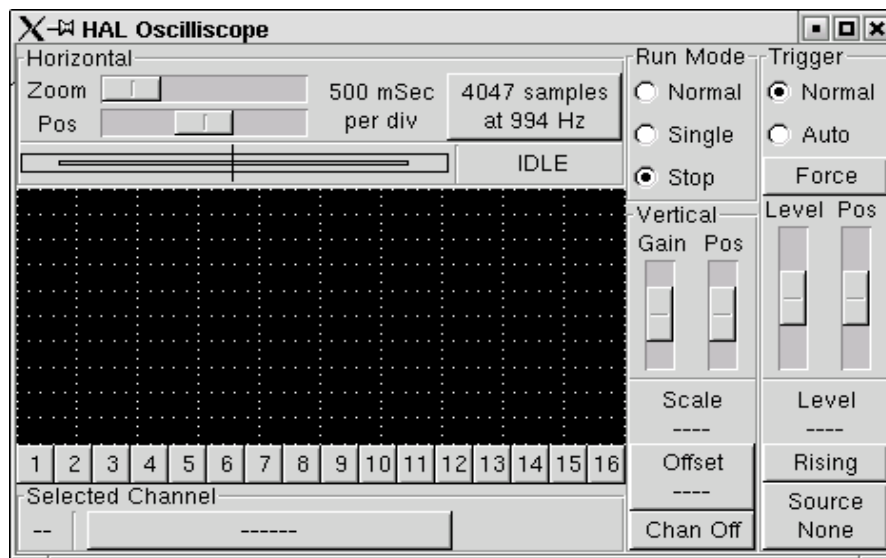 HAL Oscilliscope
Horizontal
Zoom
Pos
500 mSec
per div
4047 samples
at 994 Hz
IDLE
Run Mode
Normal
Single
Stop
Trigger
Normal
Auto
Force
Level Pos
Level
----
Rising
Source
None
Vertical
Gain Pos
Scale
----
Offset
----
Chan Off
1 2 3 4 5 6 7 8 9 10 11 12 13 14 15 16
Selected Channel
-- ------